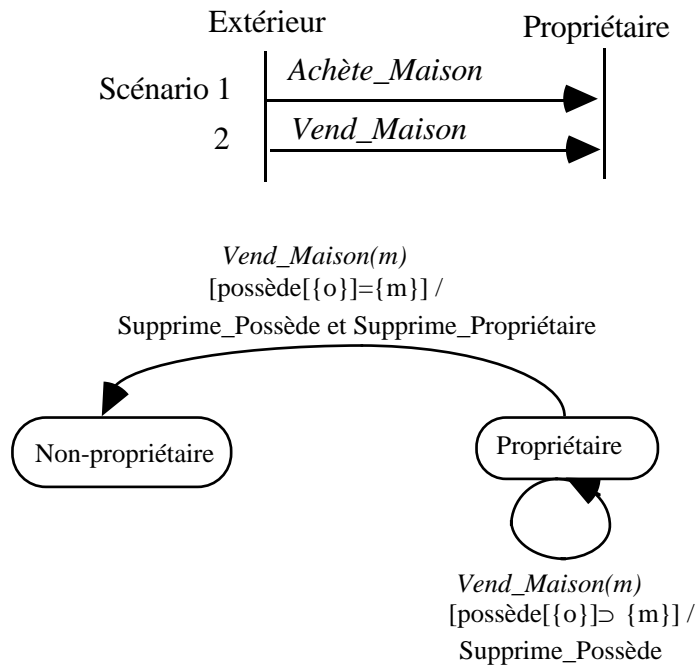 Extérieur Propriétaire
Scénario 1 Achète_Maison
2 Vend_Maison
Vend_Maison(m)
[possède[{o}]={m}] /
Supprime_Possède et Supprime_Propriétaire
Non-propriétaire
Propriétaire
Vend_Maison(m)
[possède[{o}]⊃ {m}] /
Supprime_Possède